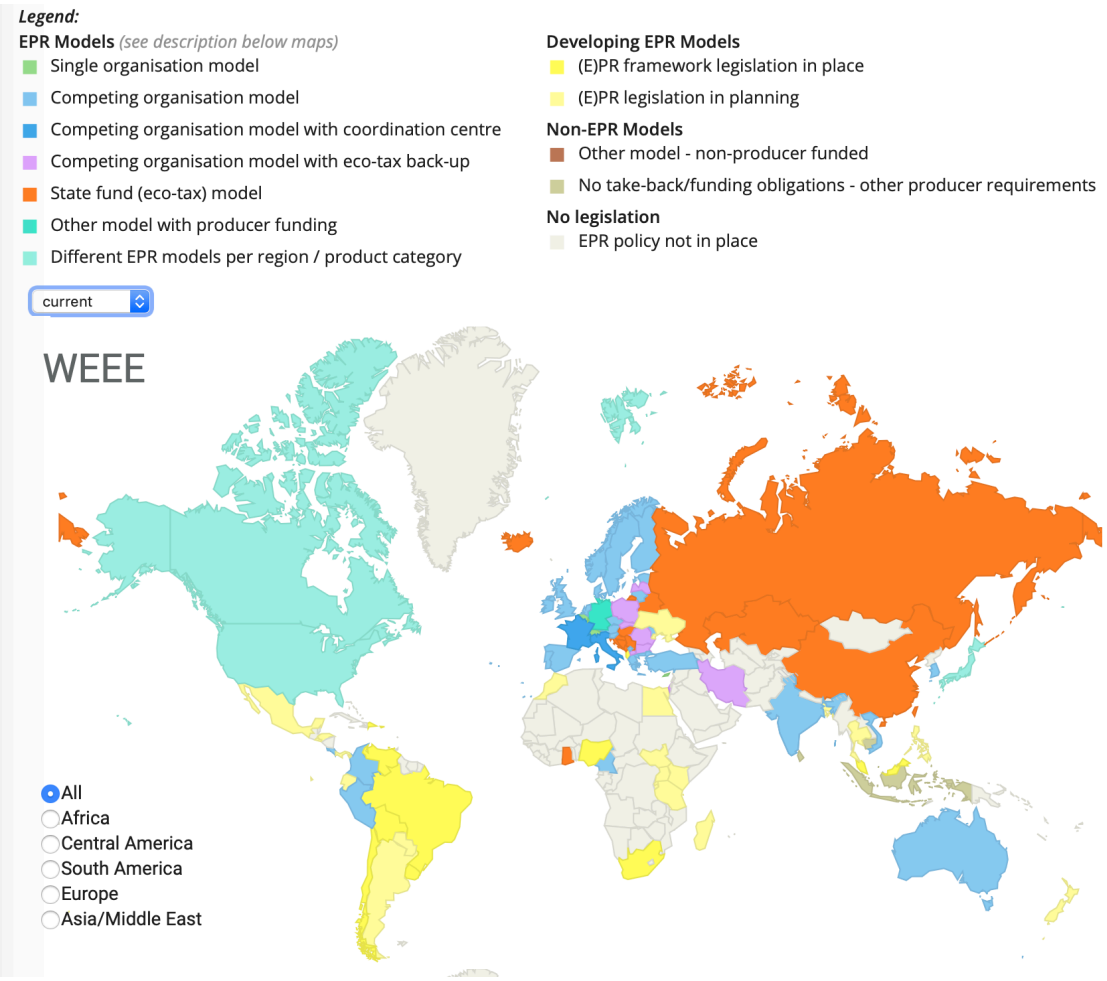 Legend:
EPR Models (see description below maps)
Single organisation model
Competing organisation model
Competing organisation model with coordination centre
Competing organisation model with eco-tax back-up
State fund (eco-tax) model
Other model with producer funding
Different EPR models per region / product category
Developing EPR Models
(E)PR framework legislation in place
(E)PR legislation in planning
Non-EPR Models
Other model - non-producer funded
No take-back/funding obligations - other producer requirements
No legislation
EPR policy not in place
current
WEEE
All
Africa
Central America
South America
Europe
Asia/Middle East